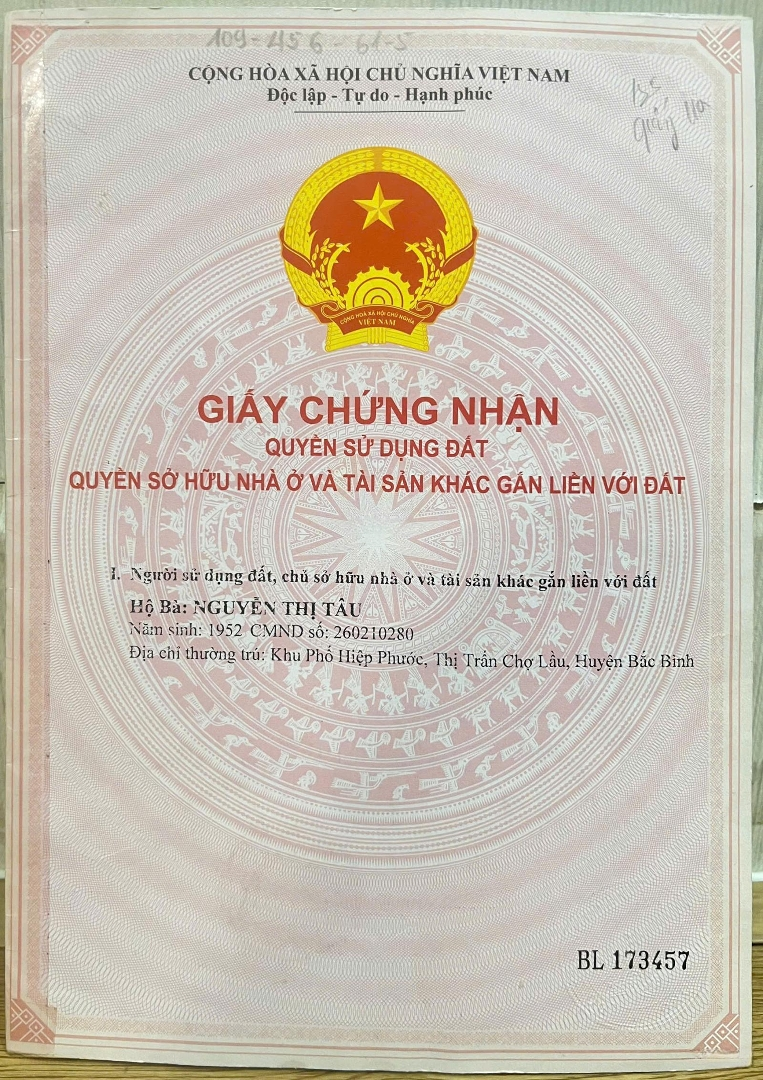 109-456-61-5
CỘNG HÒA XÃ HỘI CHỦ NGHĨA VIỆT NAM
Độc lập - Tự do - Hạnh phúc
CỘNG HOÀ XÃ HỘI CHỦ NGHĨA
VIỆT NAM
GIẤY CHỨNG NHẬN
QUYỀN SỬ DỤNG ĐẤT
QUYỀN SỞ HỮU NHÀ Ở VÀ TÀI SẢN KHÁC GẮN LIỀN VỚI ĐẤT
I. Người sử dụng đất, chủ sở hữu nhà ở và tài sản khác gắn liền với đất
Hộ Bà: NGUYỄN THỊ TÂU
Năm sinh: 1952 CMND số: 260210280
Địa chỉ thường trú: Khu Phố Hiệp Phước, Thị Trấn Chợ Lầu, Huyện Bắc Bình
BL 173457